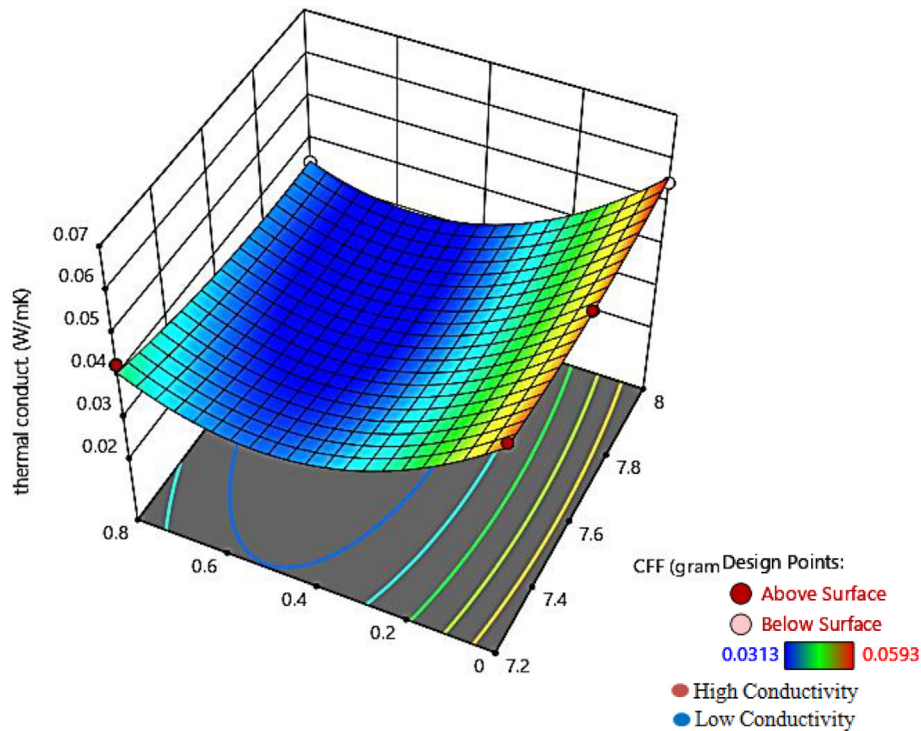 thermal conduct. (W/mK)
0.07
0.06
0.05
0.04
0.03
0.02
0.8
0.6
0.4
0.2
0
7.2
7.4
7.6
7.8
8
CFF (gram
Design Points:
Above Surface
Below Surface
0.0313 0.0593
High Conductivity
Low Conductivity